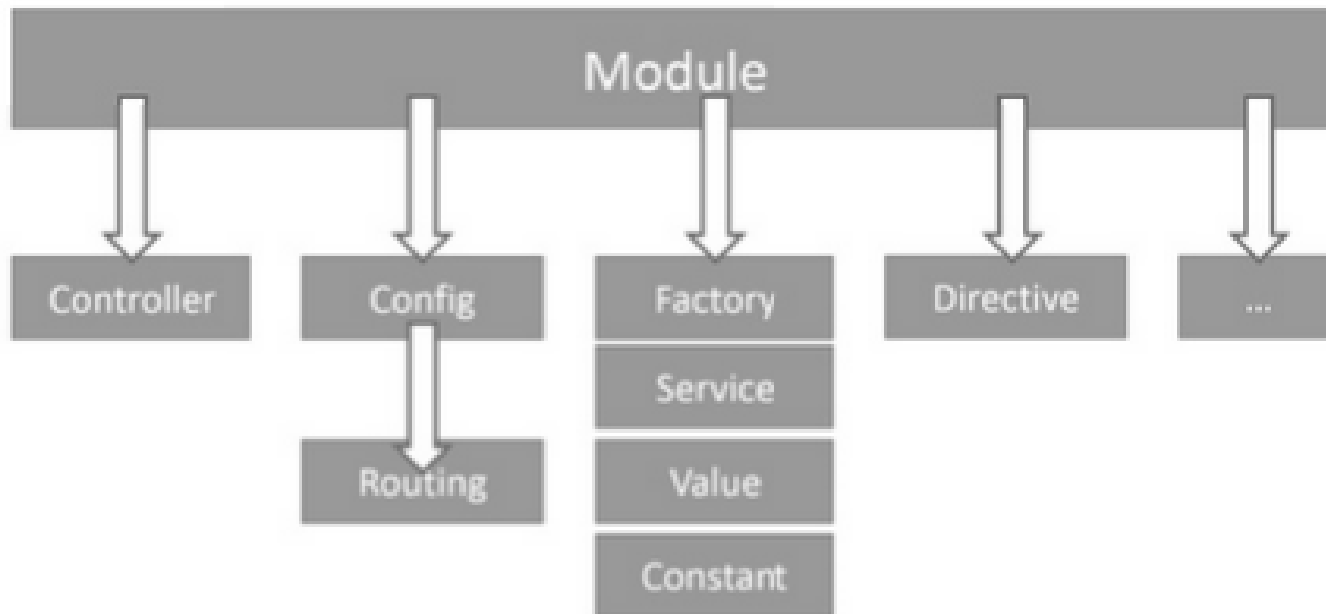 Module
Controller
Config
Factory
Directive
...
Service
Routing
Value
Constant